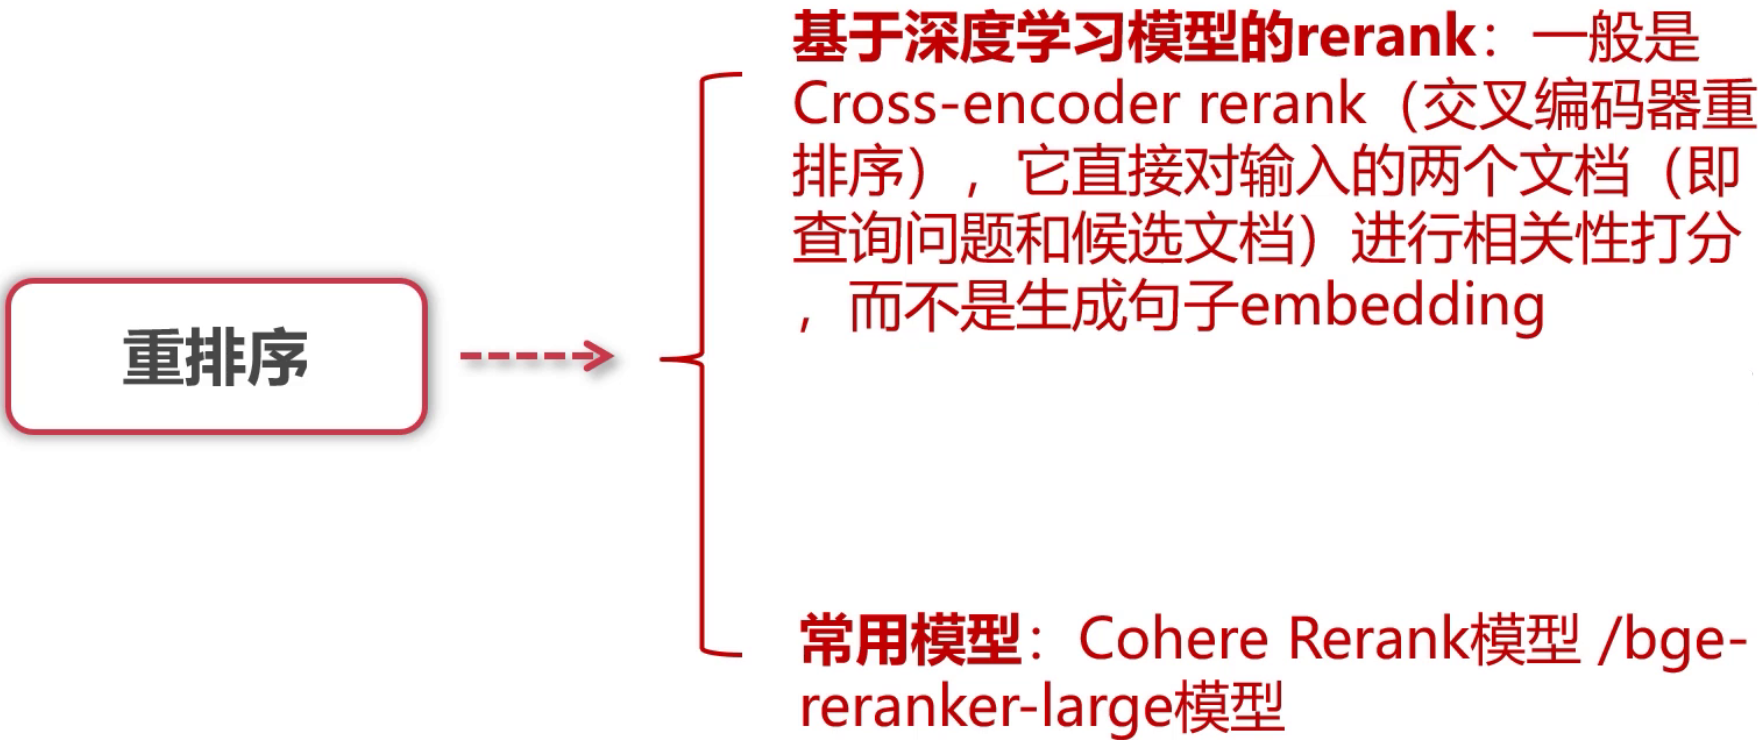 重排序
基于深度学习模型的rerank：一般是
Cross-encoder rerank（交叉编码器重
排序），它直接对输入的两个文档（即
查询问题和候选文档）进行相关性打分
，而不是生成句子embedding
常用模型：Cohere Rerank模型 /bge-
reranker-large模型